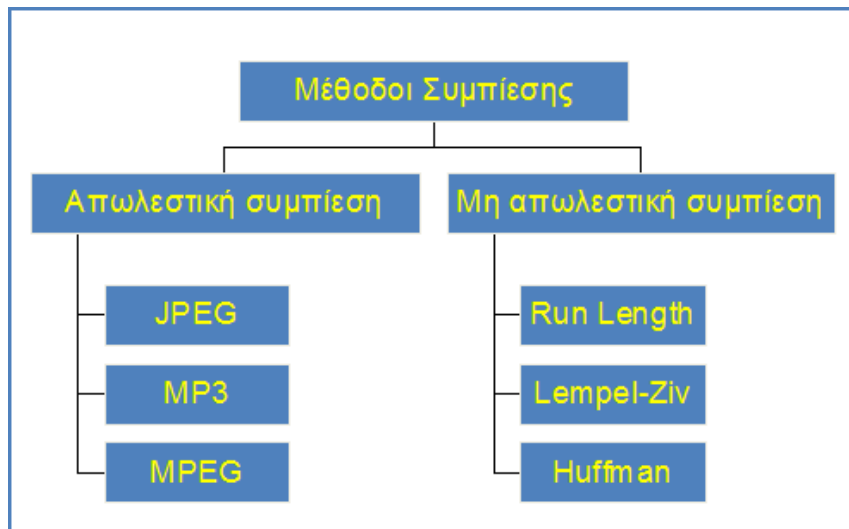 Μέθοδοι Συμπίεσης
Απωλεστική συμπίεση
JPEG
MP3
MPEG
Μη απωλεστική συμπίεση
Run Length
Lempel-Ziv
Huffman